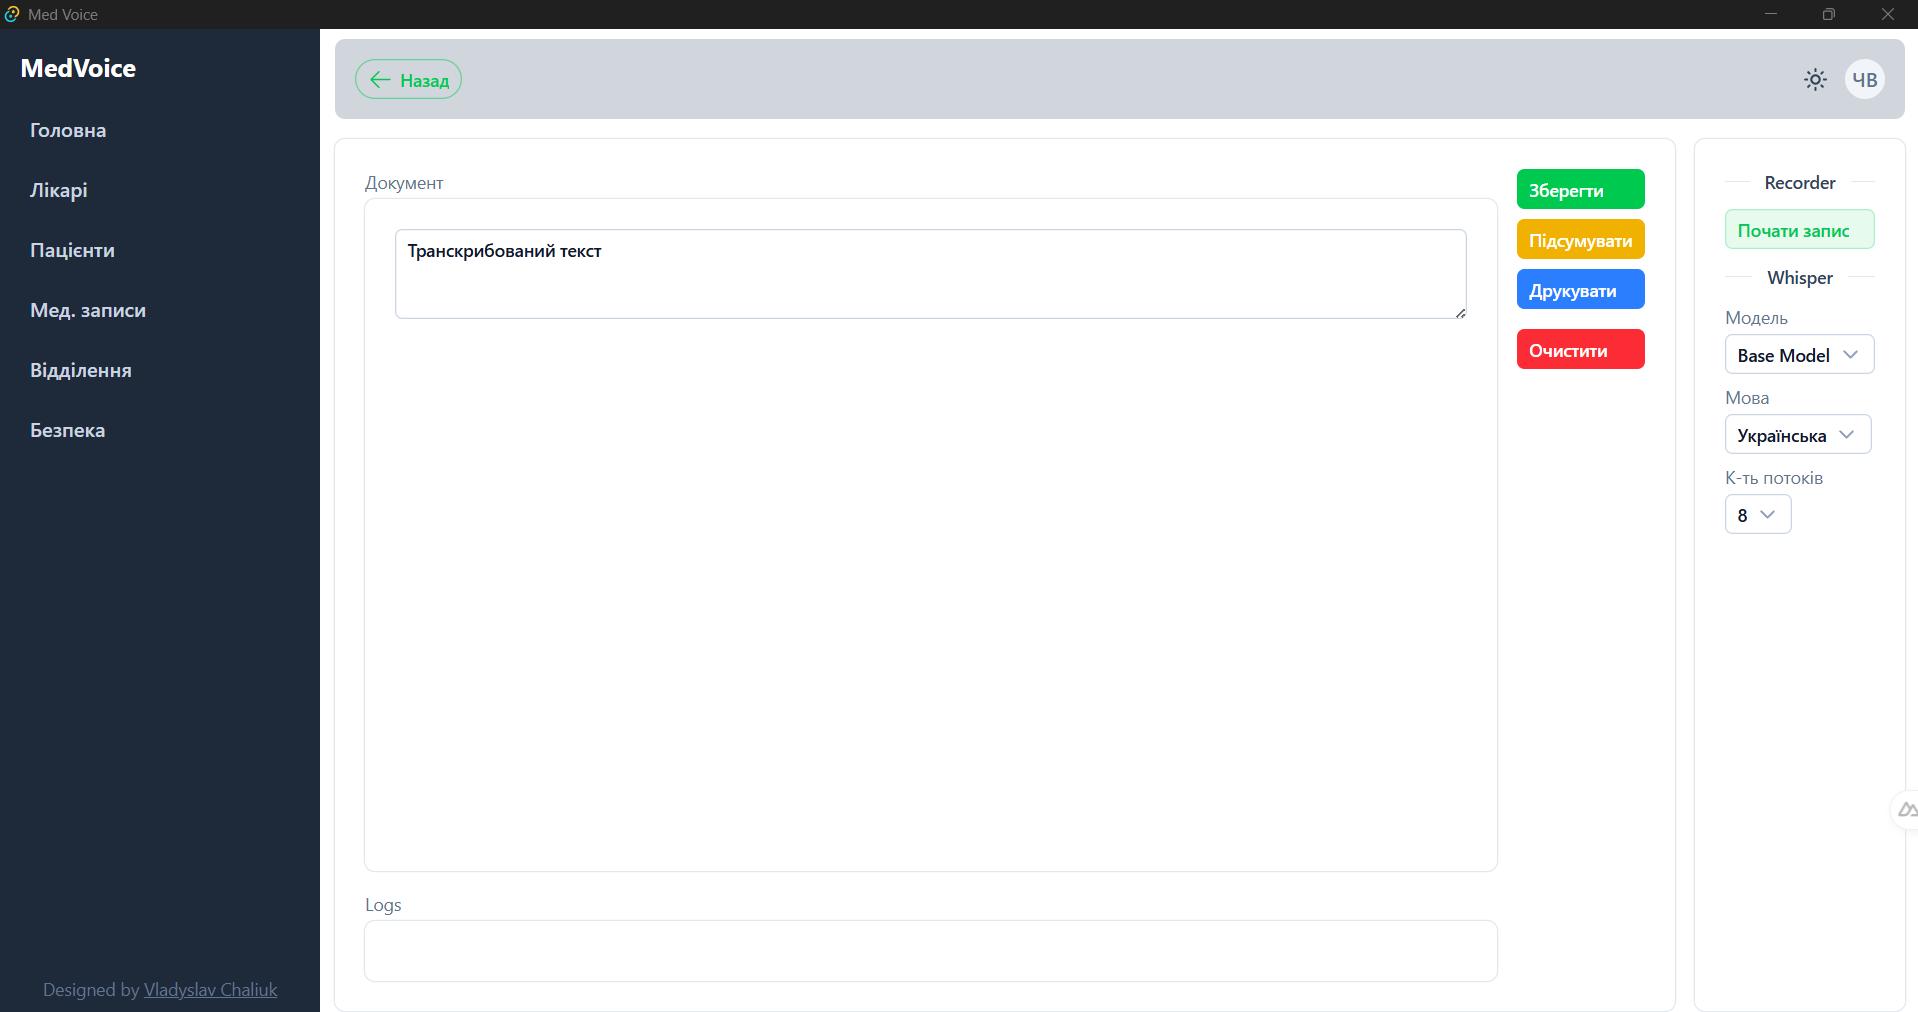 Med Voice
MedVoice
Головна
Лікарі
Пацієнти
Мед. записи
Відділення
Безпека
Designed by Vladyslav Chaliuk
Назад
ЧВ
Документ
Транскрибований текст
Зберегти
Підсумувати
Друкувати
Очистити
Logs
Recorder
Почати запис
Whisper
Модель
Base Model
Мова
Українська
К-ть потоків
8